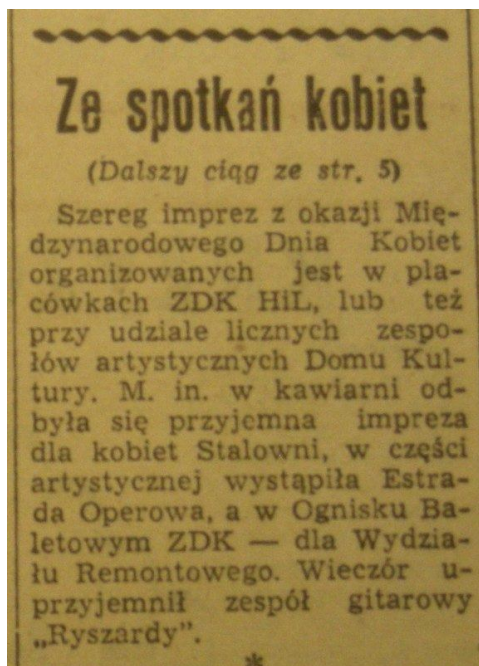 Ze spotkań kobiet
(Dalszy ciąg ze str. 5)
Szereg imprez z okazji Mię-
dzynarodowego Dnia Kobiet
organizowanych jest w pla-
cówkach ZDK HiL, lub też
przy udziale licznych zespo-
łów artystycznych Domu Kul-
tury. M. in. w kawiarni od-
była się przyjemna impreza
dla kobiet Stalowni, w części
artystycznej wystąpiła Estra-
da Operowa, a w Ognisku Ba-
letowym ZDK — dla Wydzia-
łu Remontowego. Wieczór u-
przyjemnił zespół gitarowy
„Ryszardy".
*